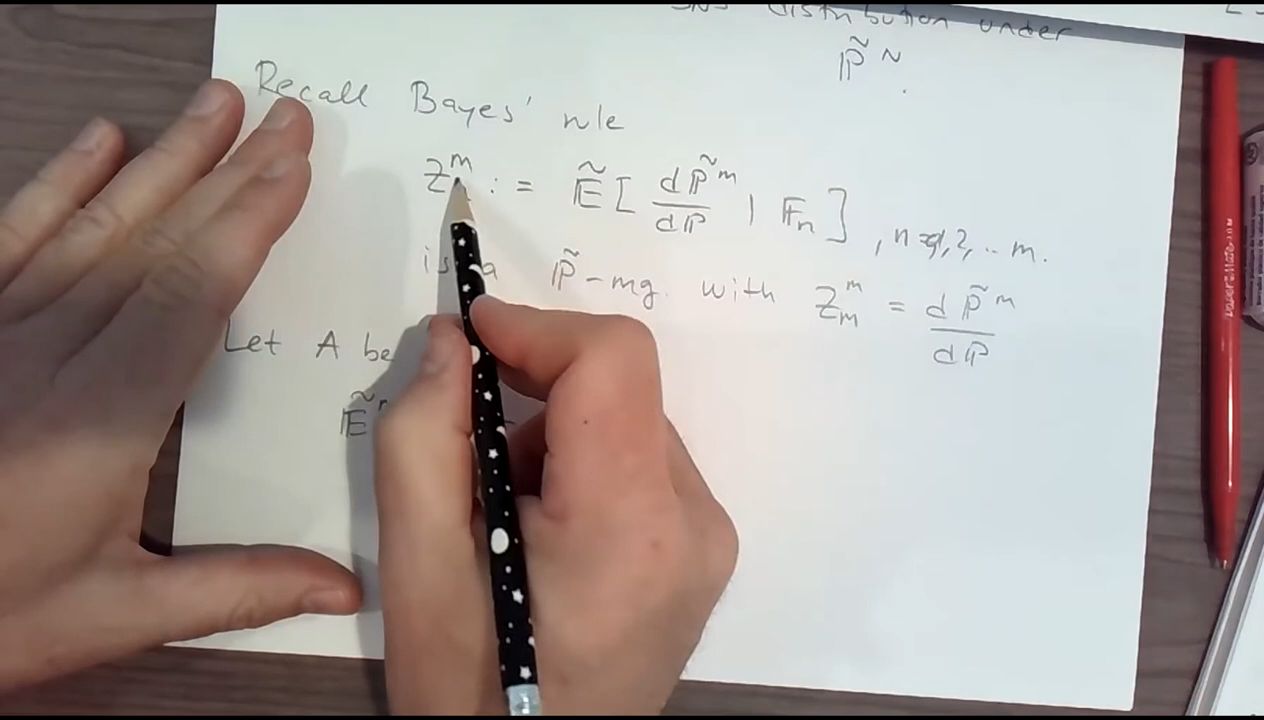 distribution under
P̃ ~ .
Recall Bayes' rule
Z^m_n := Ẽ [ dP̃^m / dP | F_n ] , n = 1, 2, .. m.
is a P̃ - mg. with Z^m_m = dP̃^m / dP
Let A be
Ẽ